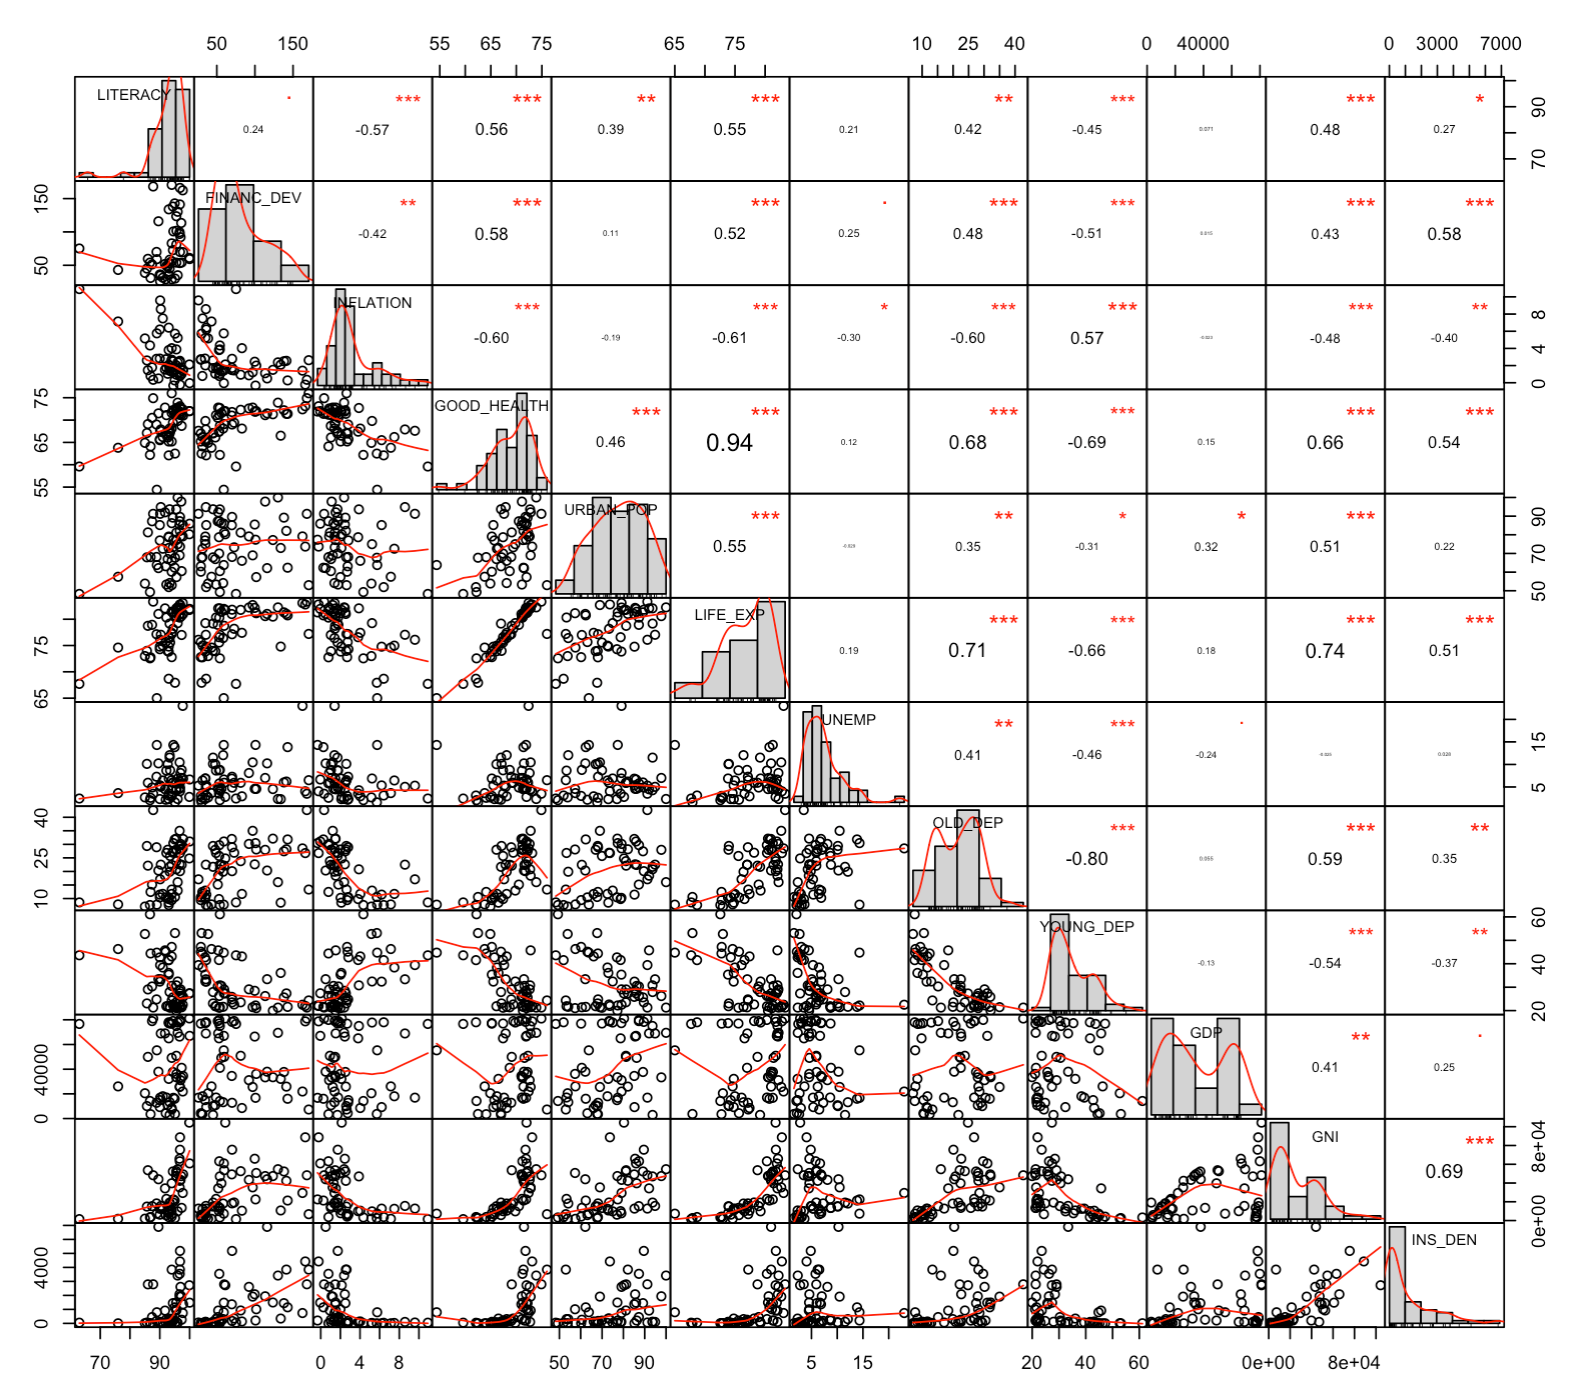 50 150 55 65 75 65 75 10 25 40 0 40000 0 3000 7000
LITERACY . *** *** ** *** ** *** *** *
0.24 -0.57 0.56 0.39 0.55 0.21 0.42 -0.45 0.071 0.48 0.27
70 90
FINANC_DEV ** *** *** . *** *** *** ***
-0.42 0.58 0.11 0.52 0.25 0.48 -0.51 0.43 0.58
50 150
INFLATION *** *** * *** *** *** **
-0.60 -0.19 -0.61 -0.30 -0.60 0.57 -0.48 -0.40
0 4 8
GOOD_HEALTH *** *** *** *** *** ***
0.46 0.94 0.12 0.68 -0.69 0.15 0.66 0.54
55 65 75
URBAN_POP *** ** * * ***
0.55 0.35 -0.31 0.32 0.51 0.22
50 70 90
LIFE_EXP *** *** *** ***
0.19 0.71 -0.66 0.18 0.74 0.51
65 75
UNEMP ** *** .
0.41 -0.46 -0.24
5 15
OLD_DEP *** *** **
-0.80 0.055 0.59 0.35
10 25 40
YOUNG_DEP *** **
-0.13 -0.54 -0.37
20 40 60
GDP ** .
0.41 0.25
0 40000
GNI ***
0.69
0e+00 8e+04
INS_DEN
0 4000
70 90 0 4 8 50 70 90 5 15 20 40 60 0e+00 8e+04